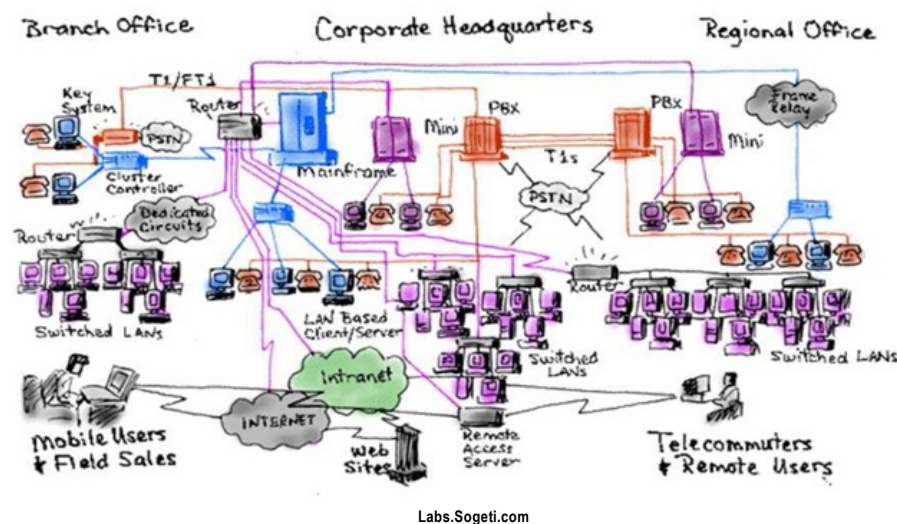 Branch Office
Corporate Headquarters
Regional Office
Key
System
T1/FT1
Router
PBX
PBX
Frame
Relay
PSTN
Mini
Mini
T1s
Mainframe
Cluster
Controller
PSTN
Dedicated
Circuits
Router
Router
LAN Based
Client/Server
Switched LANs
Switched
LANs
Switched LANs
Intranet
INTERNET
Mobile Users
& Field Sales
Web
Sites
Remote
Access
Server
Telecommuters
& Remote Users
Labs.Sogeti.com